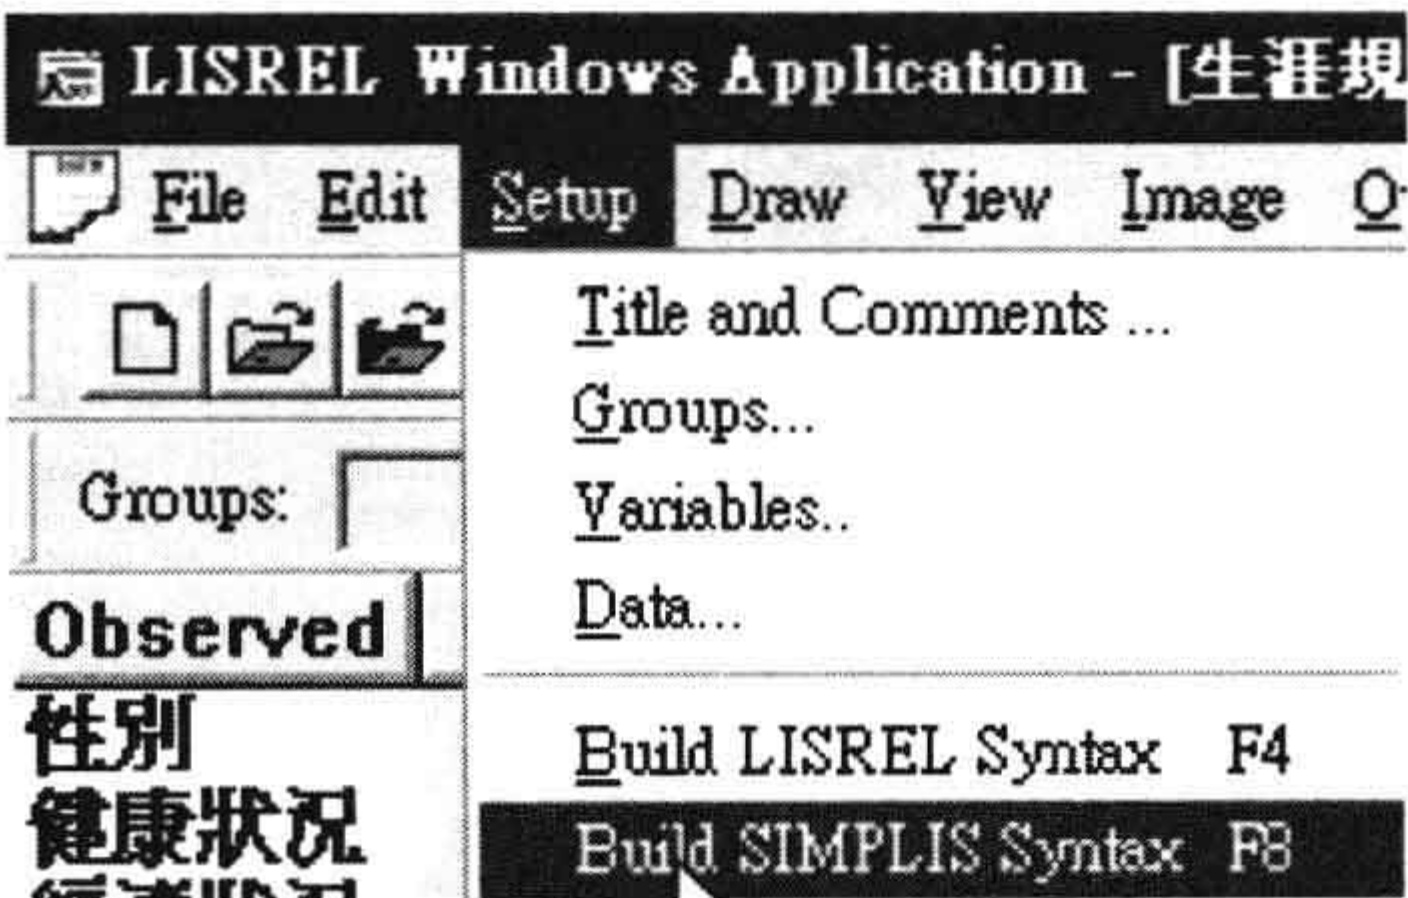 LISREL Windows Application - [生涯規
File Edit Setup Draw View Image O
Title and Comments ...
Groups...
Groups:
Variables..
Data...
Observed
性別
Build LISREL Syntax F4
健康狀況
Build SIMPLIS Syntax F8